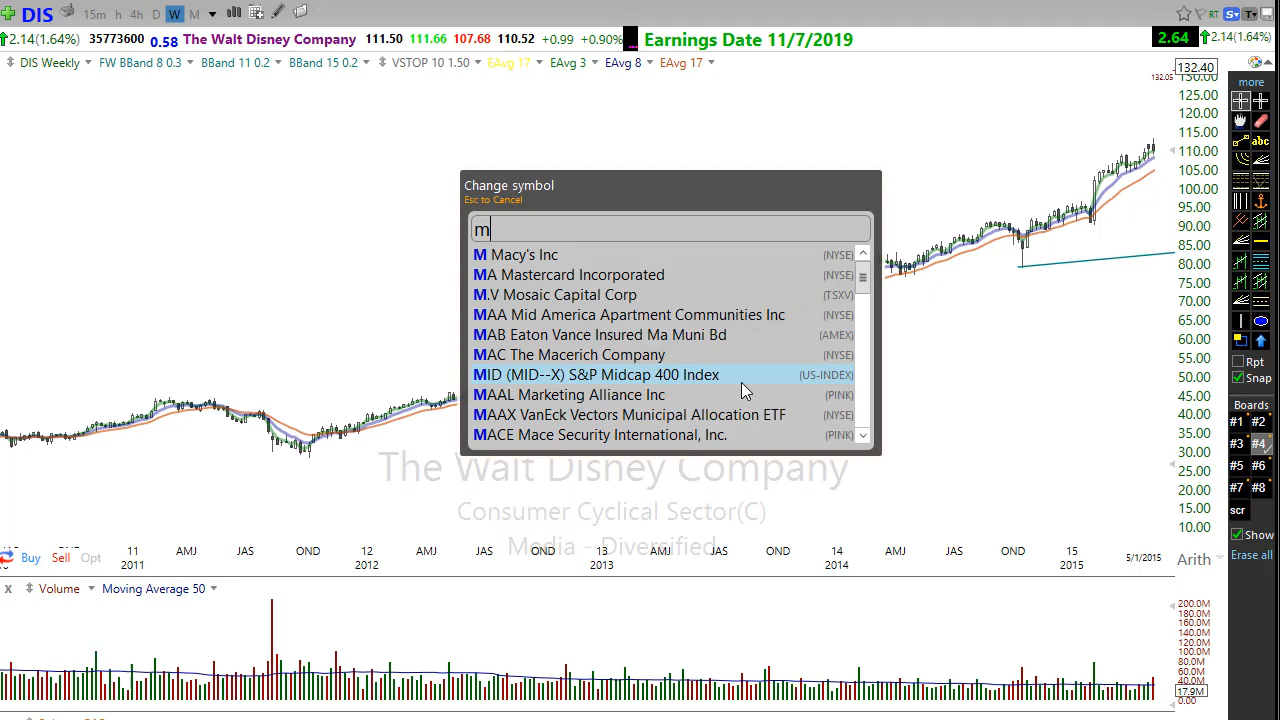 DIS 15m h 4h D W M RT S T
2.14(1.64%) 35773600 0.58 The Walt Disney Company 111.50 111.66 107.68 110.52 +0.99 +0.90% ... Earnings Date 11/7/2019 2.64 2.14(1.64%)
DIS Weekly FW BBand 8 0.3 BBand 11 0.2 BBand 15 0.2 VSTOP 10 1.50 EAvg 17 EAvg 3 EAvg 8 EAvg 17 132.40
132.05 130.00
more
125.00
120.00
115.00
110.00
105.00
100.00
95.00
90.00
85.00
80.00
75.00
70.00
65.00
60.00
55.00
50.00
45.00
40.00
35.00
30.00
25.00
20.00
15.00
10.00
abc
Change symbol
Esc to Cancel
m
M Macy's Inc (NYSE)
MA Mastercard Incorporated (NYSE)
M.V Mosaic Capital Corp (TSXV)
MAA Mid America Apartment Communities Inc (NYSE)
MAB Eaton Vance Insured Ma Muni Bd (AMEX)
MAC The Macerich Company (NYSE)
MID (MID--X) S&P Midcap 400 Index (US-INDEX)
MAAL Marketing Alliance Inc (PINK)
MAAX VanEck Vectors Municipal Allocation ETF (NYSE)
MACE Mace Security International, Inc. (PINK)
Rpt
Snap
Boards
#1 #2
#3 #4
#5 #6
#7 #8
scr
Show
Erase all
The Walt Disney Company
Consumer Cyclical Sector(C)
Media - Diversified
Buy Sell Opt
11 AMJ JAS OND 12 AMJ JAS OND 13 AMJ JAS OND 14 AMJ JAS OND 15
2011 2012 2013 2014 2015 5/1/2015 Arith
X Volume Moving Average 50
200.0M
180.0M
160.0M
140.0M
120.0M
100.0M
80.0M
60.0M
40.0M
17.9M
0.00